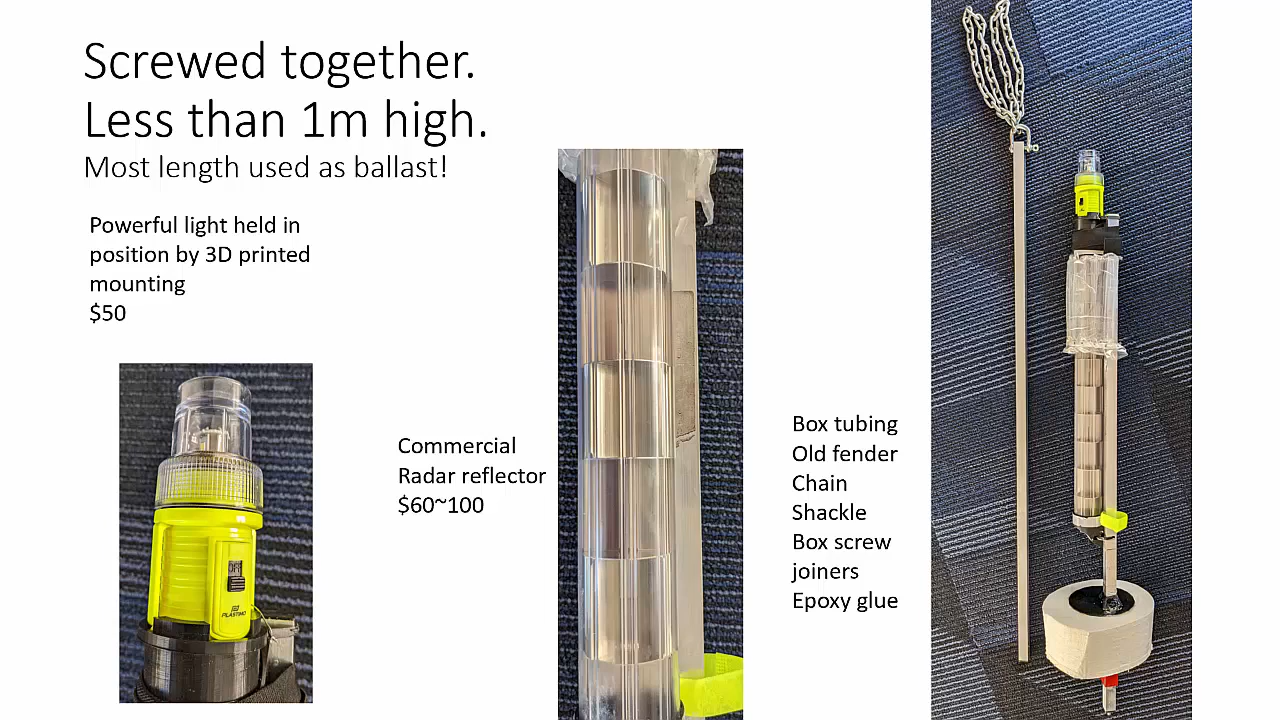 Screwed together.
Less than 1m high.
Most length used as ballast!
Powerful light held in
position by 3D printed
mounting
$50
OFF
PLASTIMO
Commercial
Radar reflector
$60~100
Box tubing
Old fender
Chain
Shackle
Box screw
joiners
Epoxy glue